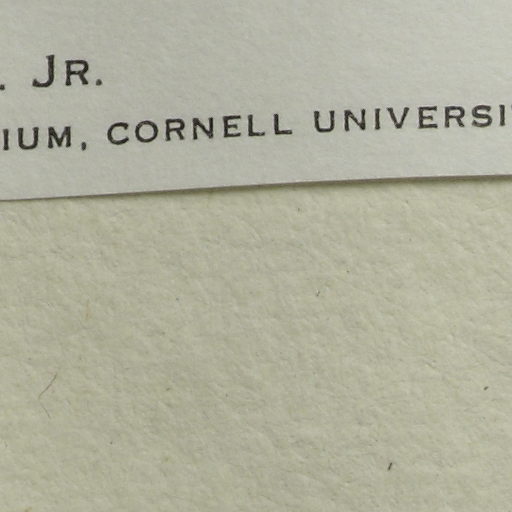 . JR.
IUM, CORNELL UNIVERSI